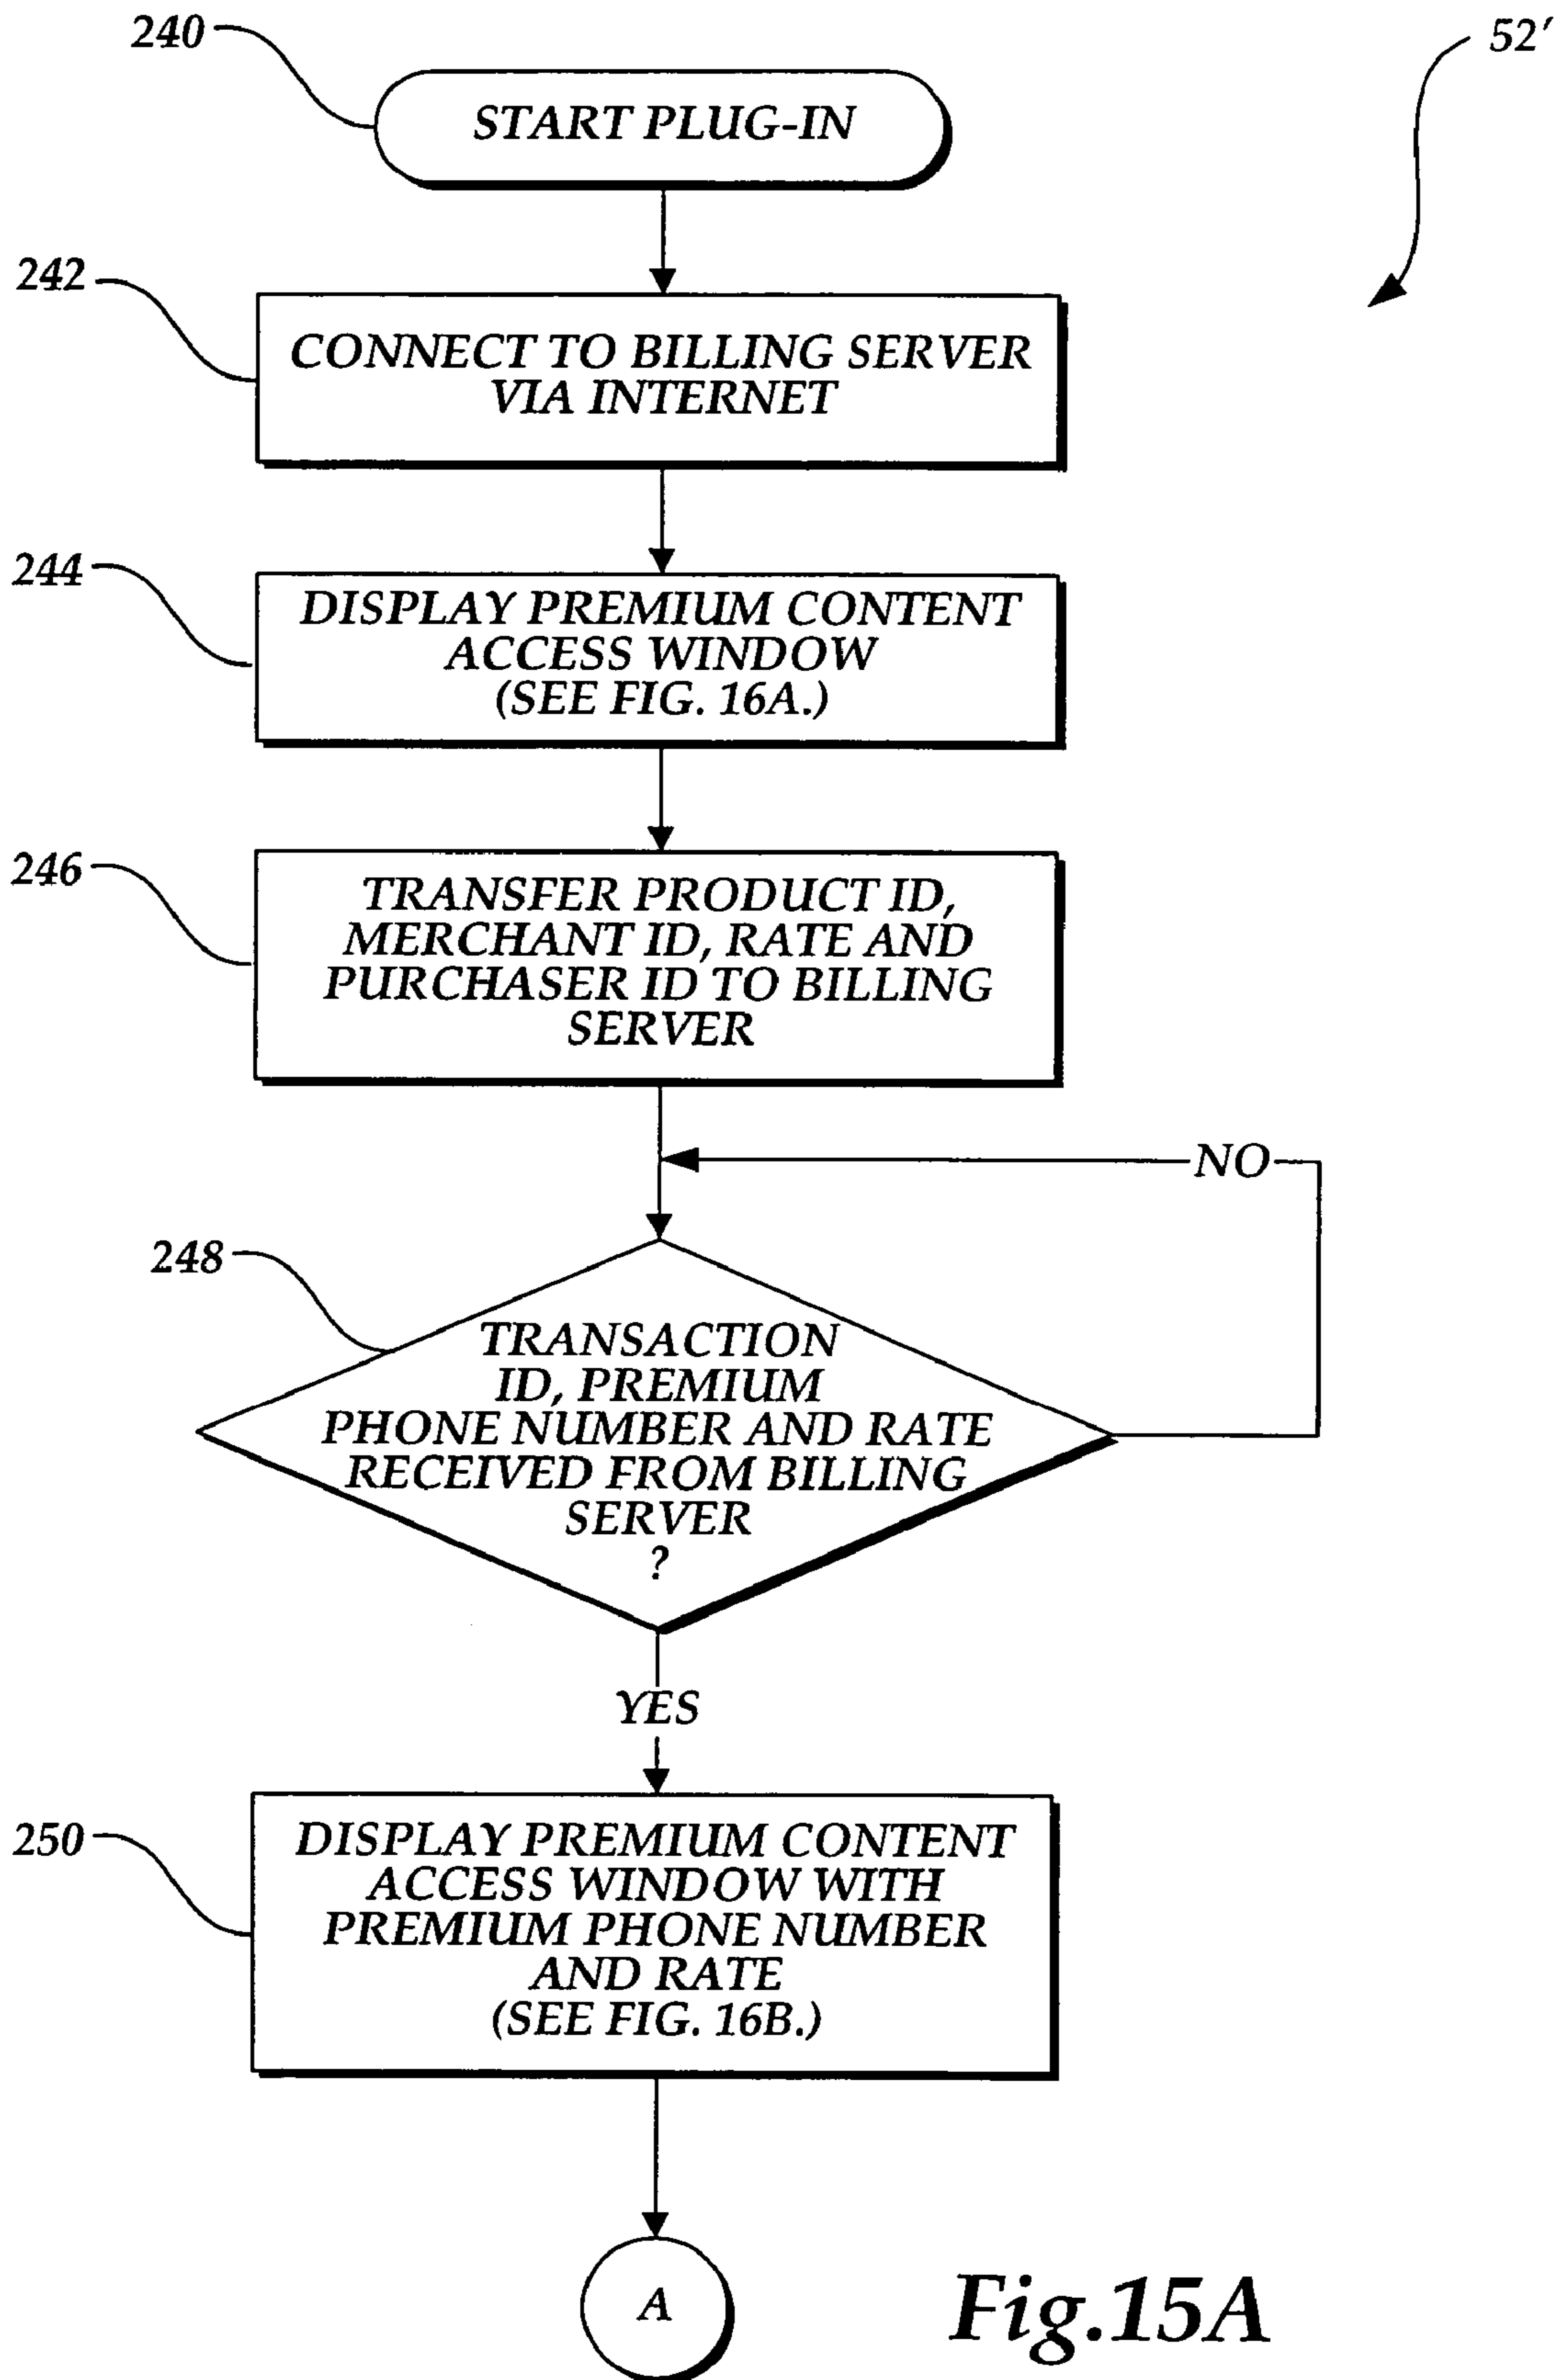 240
52'
START PLUG-IN
242
CONNECT TO BILLING SERVER
VIA INTERNET
244
DISPLAY PREMIUM CONTENT
ACCESS WINDOW
(SEE FIG. 16A.)
246
TRANSFER PRODUCT ID,
MERCHANT ID, RATE AND
PURCHASER ID TO BILLING
SERVER
NO
248
TRANSACTION
ID, PREMIUM
PHONE NUMBER AND RATE
RECEIVED FROM BILLING
SERVER
?
YES
250
DISPLAY PREMIUM CONTENT
ACCESS WINDOW WITH
PREMIUM PHONE NUMBER
AND RATE
(SEE FIG. 16B.)
A
Fig.15A